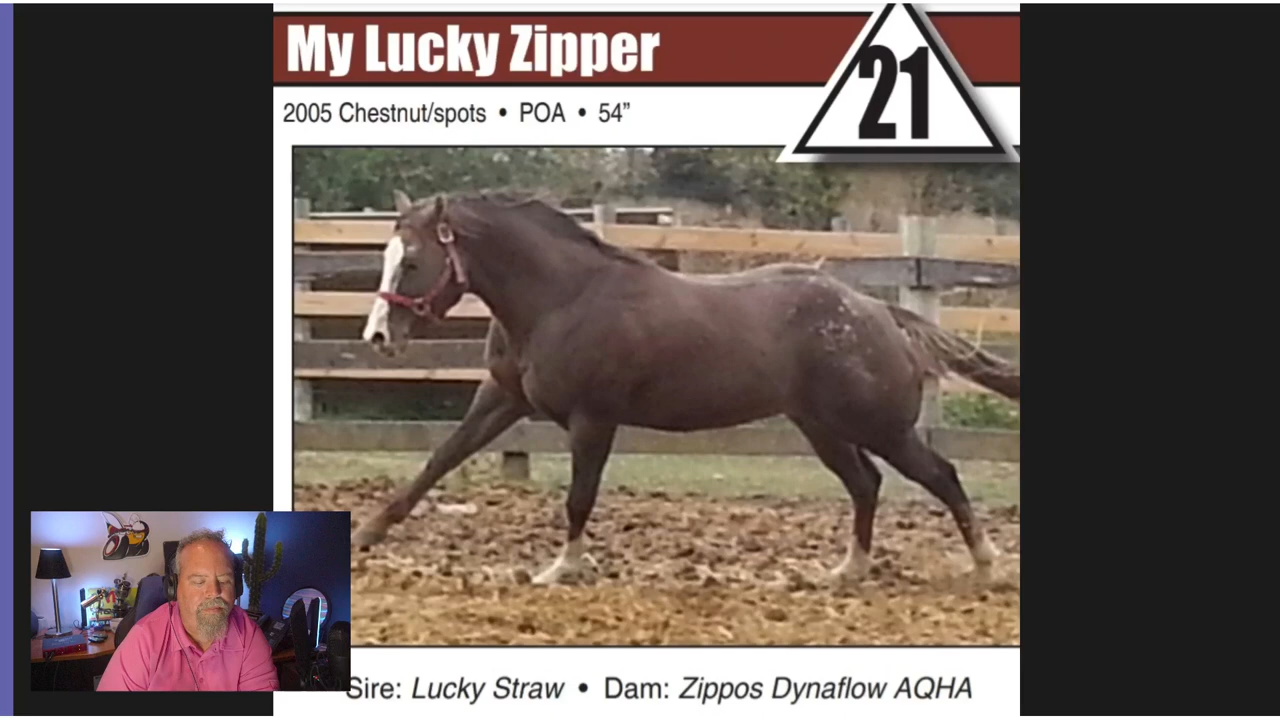 My Lucky Zipper
21
2005 Chestnut/spots • POA • 54”
Sire: Lucky Straw • Dam: Zippos Dynaflow AQHA